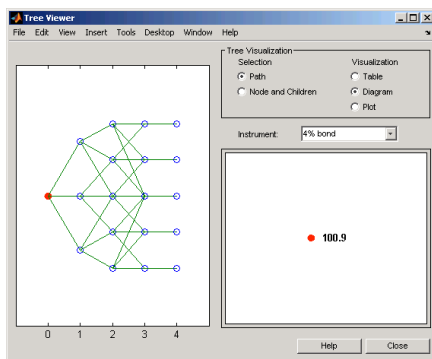 Tree Viewer
File Edit View Insert Tools Desktop Window Help
Tree Visualization
Selection
Path
Node and Children
Visualization
Table
Diagram
Plot
Instrument: 4% bond
100.9
0 1 2 3 4
Help Close